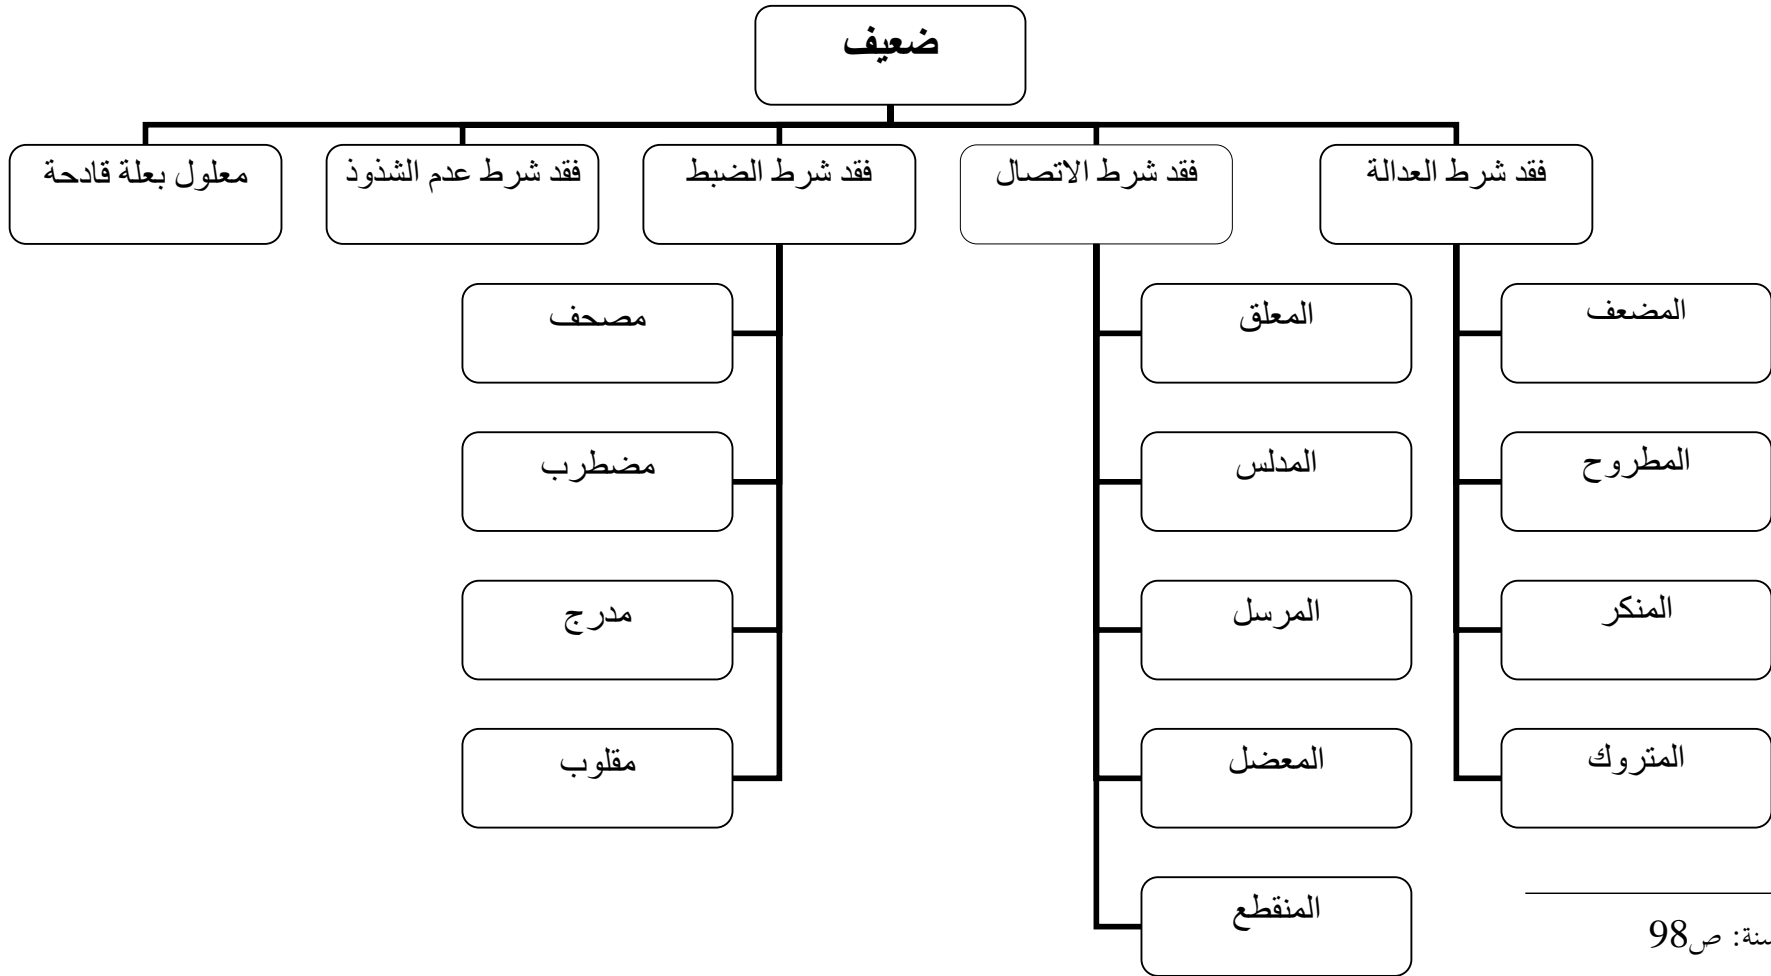 ضعيف
فقد شرط العدالة
فقد شرط الاتصال
فقد شرط الضبط
فقد شرط عدم الشذوذ
معلول بعلة قادحة
المضعف
المطروح
المنكر
المتروك
المعلق
المدلس
المرسل
المعضل
المنقطع
مصحف
مضطرب
مدرج
مقلوب
سنة: ص98